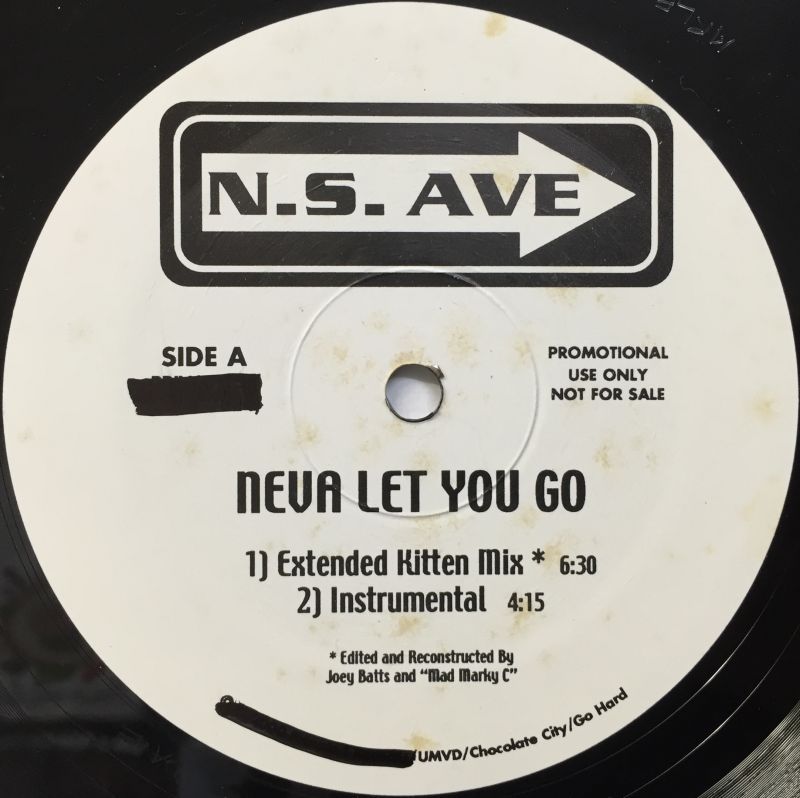 N.S. AVE
SIDE A
PROMOTIONAL
USE ONLY
NOT FOR SALE
NEVA LET YOU GO
1) Extended Kitten Mix * 6:30
2) Instrumental 4:15
* Edited and Reconstructed By
Joey Batts and "Mad Marky C"
/UMVD/Chocolate City/Go Hard